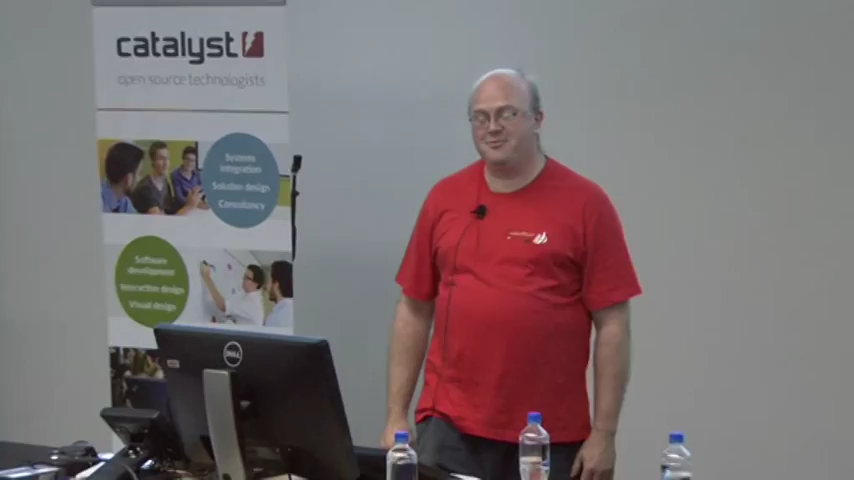 catalyst
open source technologists
Systems
integration
Solution design
Consultancy
Software
development
Interaction design
Visual design
DELL